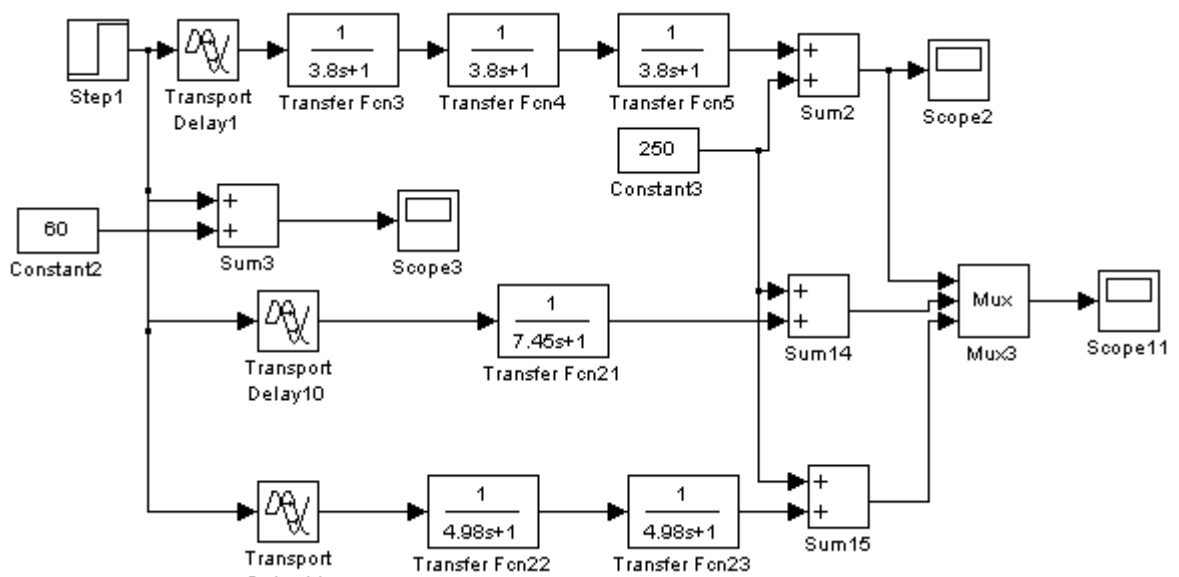 Step1
Transport
Delay1
1
3.8s+1
Transfer Fcn3
1
3.8s+1
Transfer Fcn4
1
3.8s+1
Transfer Fcn5
+
+
Sum2
Scope2
250
Constant3
60
Constant2
+
+
Sum3
Scope3
Transport
Delay10
1
7.45s+1
Transfer Fcn21
+
+
Sum14
Mux
Mux3
Scope11
Transport
1
4.98s+1
Transfer Fcn22
1
4.98s+1
Transfer Fcn23
+
+
Sum15